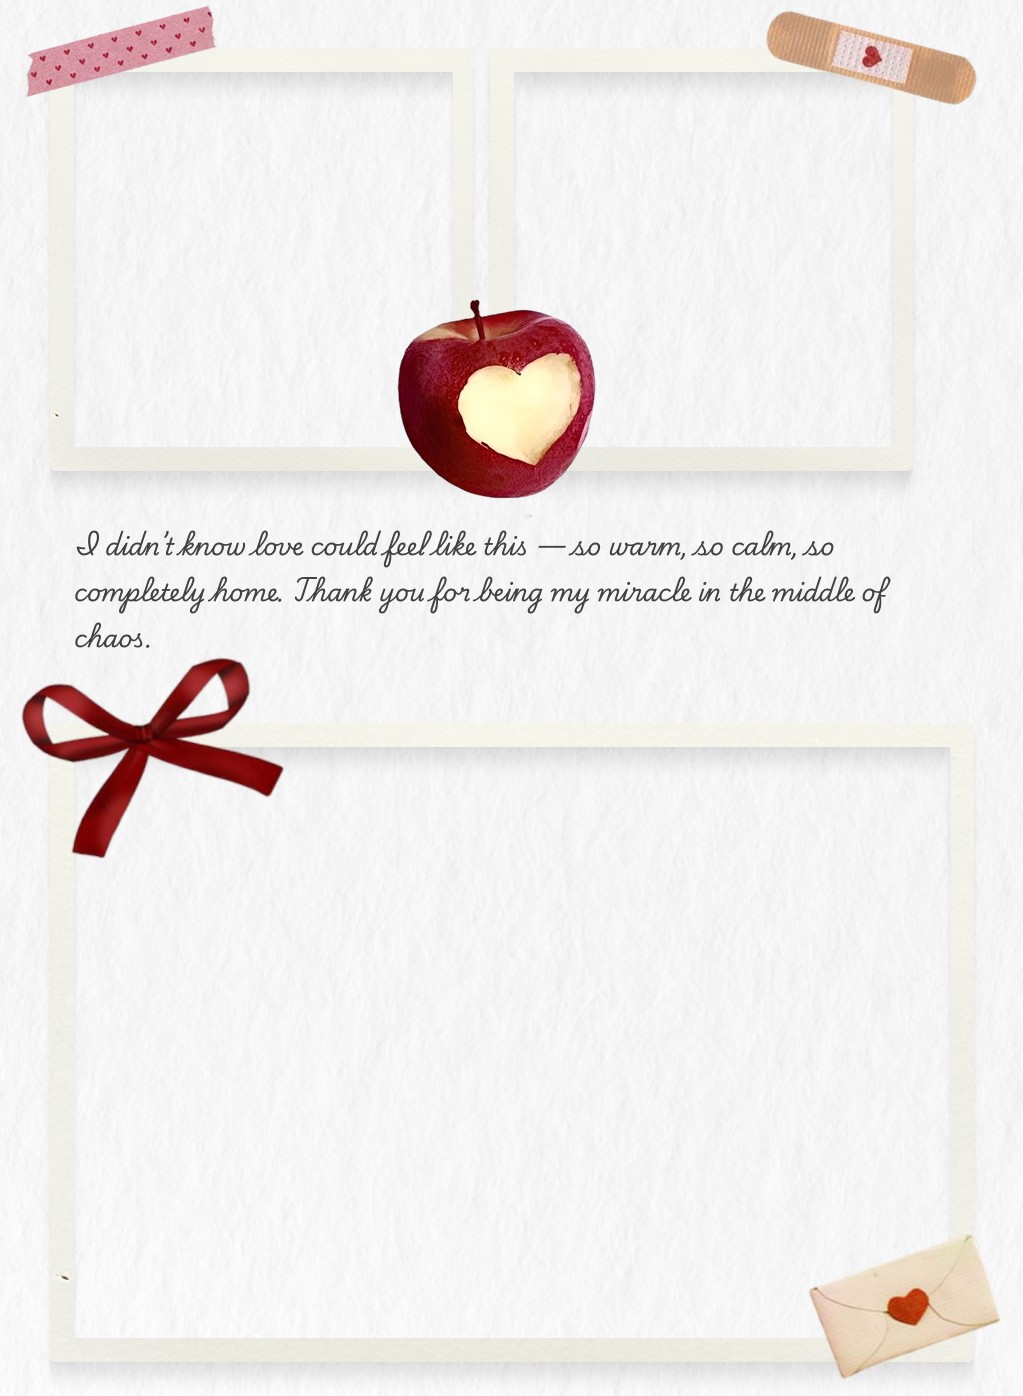 I didn't know love could feel like this — so warm, so calm, so
completely home. Thank you for being my miracle in the middle of
chaos.